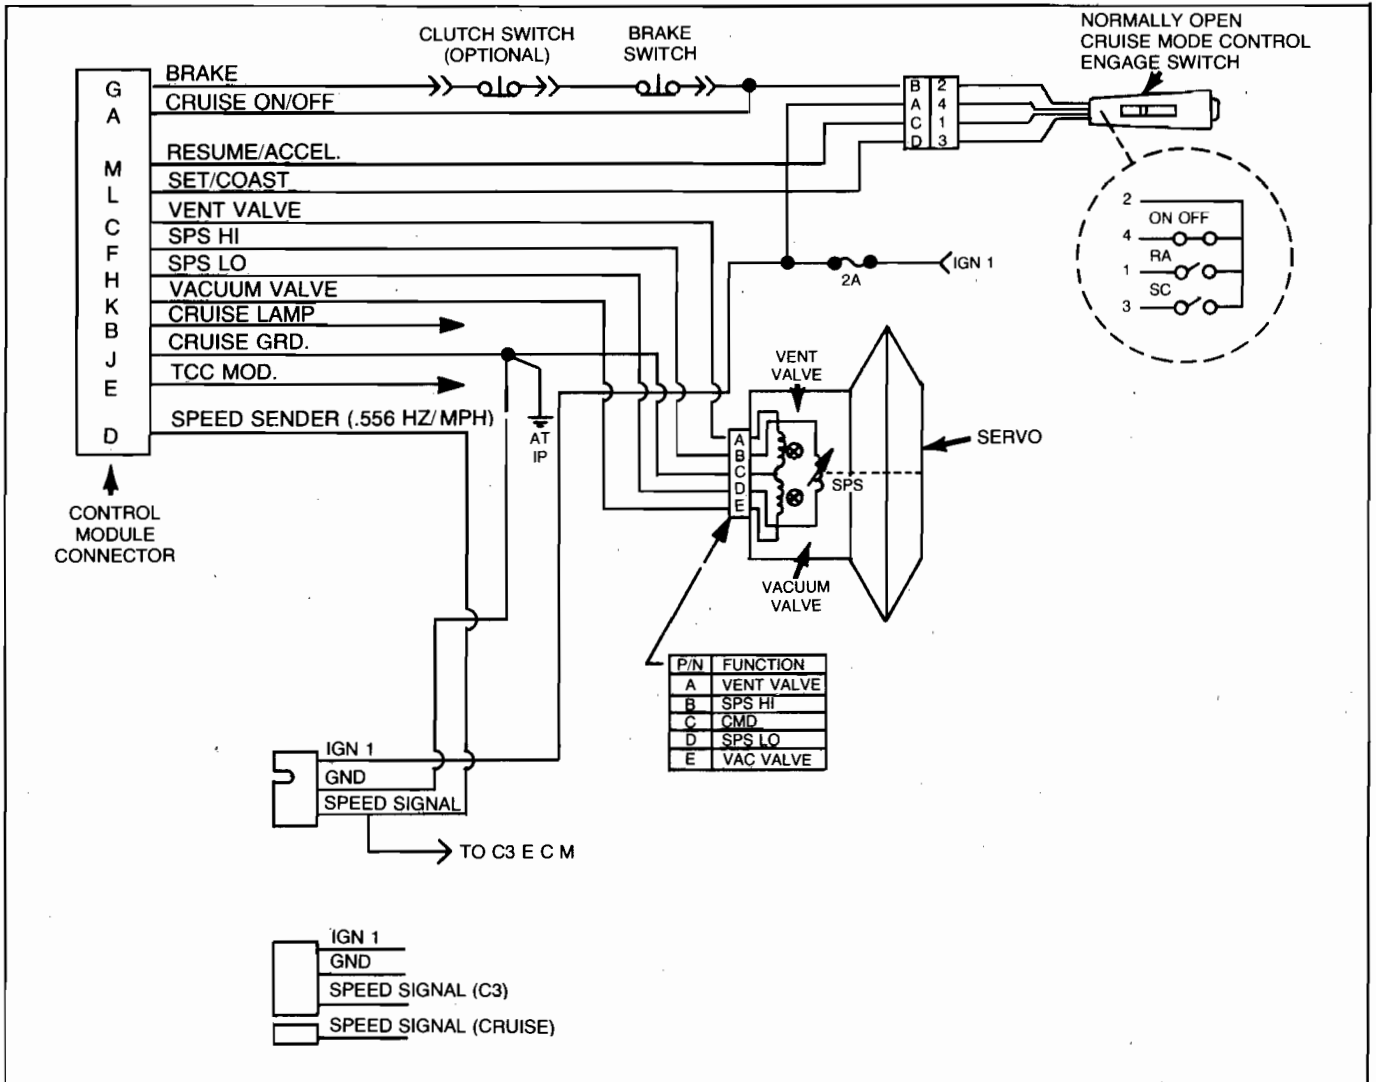 NORMALLY OPEN
CRUISE MODE CONTROL
ENGAGE SWITCH
CLUTCH SWITCH
(OPTIONAL)
BRAKE
SWITCH
G BRAKE
A CRUISE ON/OFF
M RESUME/ACCEL.
L SET/COAST
C VENT VALVE
F SPS HI
H SPS LO
K VACUUM VALVE
B CRUISE LAMP
J CRUISE GRD.
E TCC MOD.
D SPEED SENDER (.556 HZ/MPH)
CONTROL
MODULE
CONNECTOR
B 2
A 4
C 1
D 3
2
ON OFF
4
RA
1
SC
3
IGN 1
2A
AT
IP
VENT
VALVE
A
B
C
D
E
SPS
SERVO
VACUUM
VALVE
P/N FUNCTION
A VENT VALVE
B SPS HI
C CMD
D SPS LO
E VAC VALVE
IGN 1
GND
SPEED SIGNAL
TO C3 E C M
IGN 1
GND
SPEED SIGNAL (C3)
SPEED SIGNAL (CRUISE)